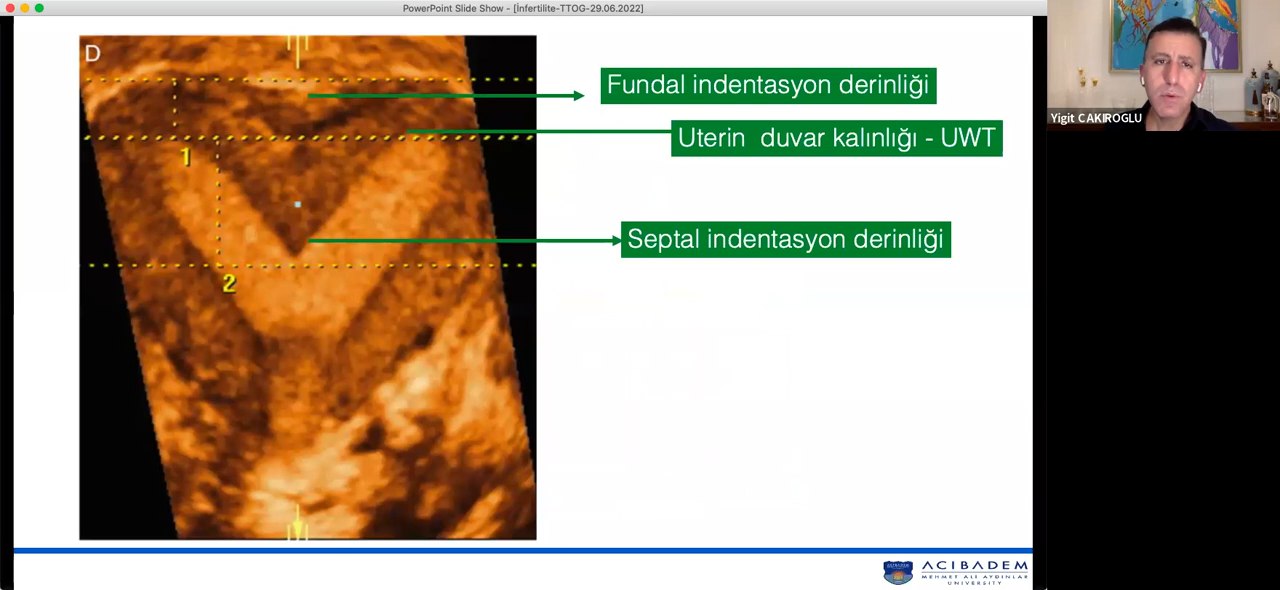 PowerPoint Slide Show - [İnfertilite-TTOG-29.06.2022]
D
Fundal indentasyon derinliği
Uterin duvar kalınlığı - UWT
1
Septal indentasyon derinliği
2
Yigit CAKIROGLU
ACIBADEM
MEHMET ALİ AYDINLAR
UNIVERSITY